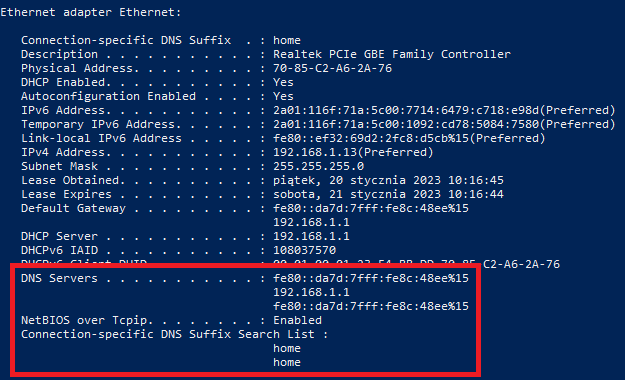 Ethernet adapter Ethernet:
Connection-specific DNS Suffix . : home
Description . . . . . . . . . . . : Realtek PCIe GBE Family Controller
Physical Address. . . . . . . . . : 70-85-C2-A6-2A-76
DHCP Enabled. . . . . . . . . . . : Yes
Autoconfiguration Enabled . . . . : Yes
IPv6 Address. . . . . . . . . . . : 2a01:116f:71a:5c00:7714:6479:c718:e98d(Preferred)
Temporary IPv6 Address. . . . . . : 2a01:116f:71a:5c00:1092:cd78:5084:7580(Preferred)
Link-local IPv6 Address . . . . . : fe80::ef32:69d2:2fc8:d5cb%15(Preferred)
IPv4 Address. . . . . . . . . . . : 192.168.1.13(Preferred)
Subnet Mask . . . . . . . . . . . : 255.255.255.0
Lease Obtained. . . . . . . . . . : piątek, 20 stycznia 2023 10:16:45
Lease Expires . . . . . . . . . . : sobota, 21 stycznia 2023 10:16:44
Default Gateway . . . . . . . . . : fe80::da7d:7fff:fe8c:48ee%15
192.168.1.1
DHCP Server . . . . . . . . . . . : 192.168.1.1
DHCPv6 IAID . . . . . . . . . . . : 108037570
DHCPv6 Client DUID. . . . . . . . : 70-85-C2-A6-2A-76
DNS Servers . . . . . . . . . . . : fe80::da7d:7fff:fe8c:48ee%15
192.168.1.1
fe80::da7d:7fff:fe8c:48ee%15
NetBIOS over Tcpip. . . . . . . . : Enabled
Connection-specific DNS Suffix Search List :
home
home